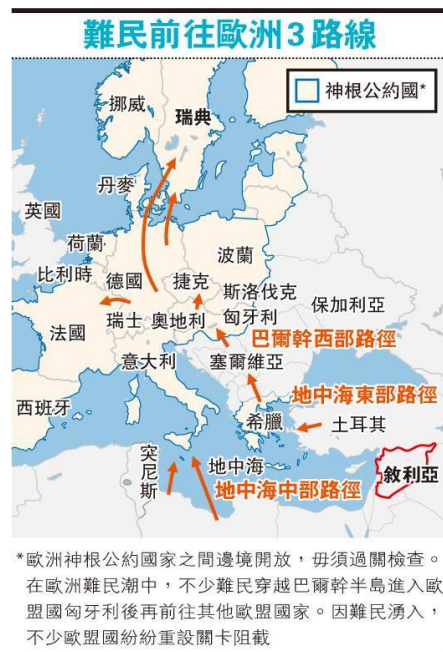 難民前往歐洲3路線
神根公約國*
挪威
瑞典
丹麥
英國
荷蘭
波蘭
比利時
德國
捷克
斯洛伐克
保加利亞
法國
瑞士
奧地利
匈牙利
巴爾幹西部路徑
意大利
塞爾維亞
地中海東部路徑
西班牙
希臘
土耳其
突尼斯
地中海
敘利亞
地中海中部路徑
*歐洲神根公約國家之間邊境開放，毋須過關檢查。
在歐洲難民潮中，不少難民穿越巴爾幹半島進入歐
盟國匈牙利後再前往其他歐盟國家。因難民湧入，
不少歐盟國紛紛重設關卡阻截